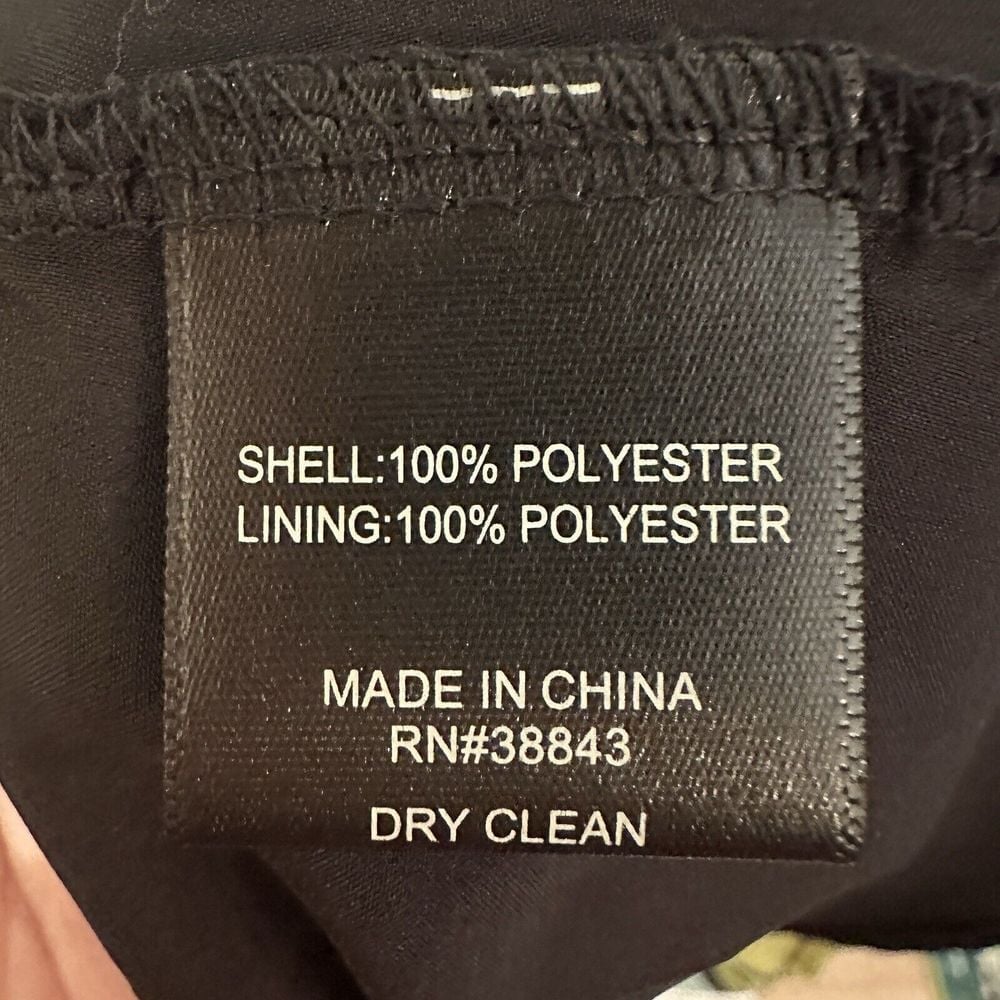 SHELL:100% POLYESTER
LINING:100% POLYESTER
MADE IN CHINA
RN#38843
DRY CLEAN